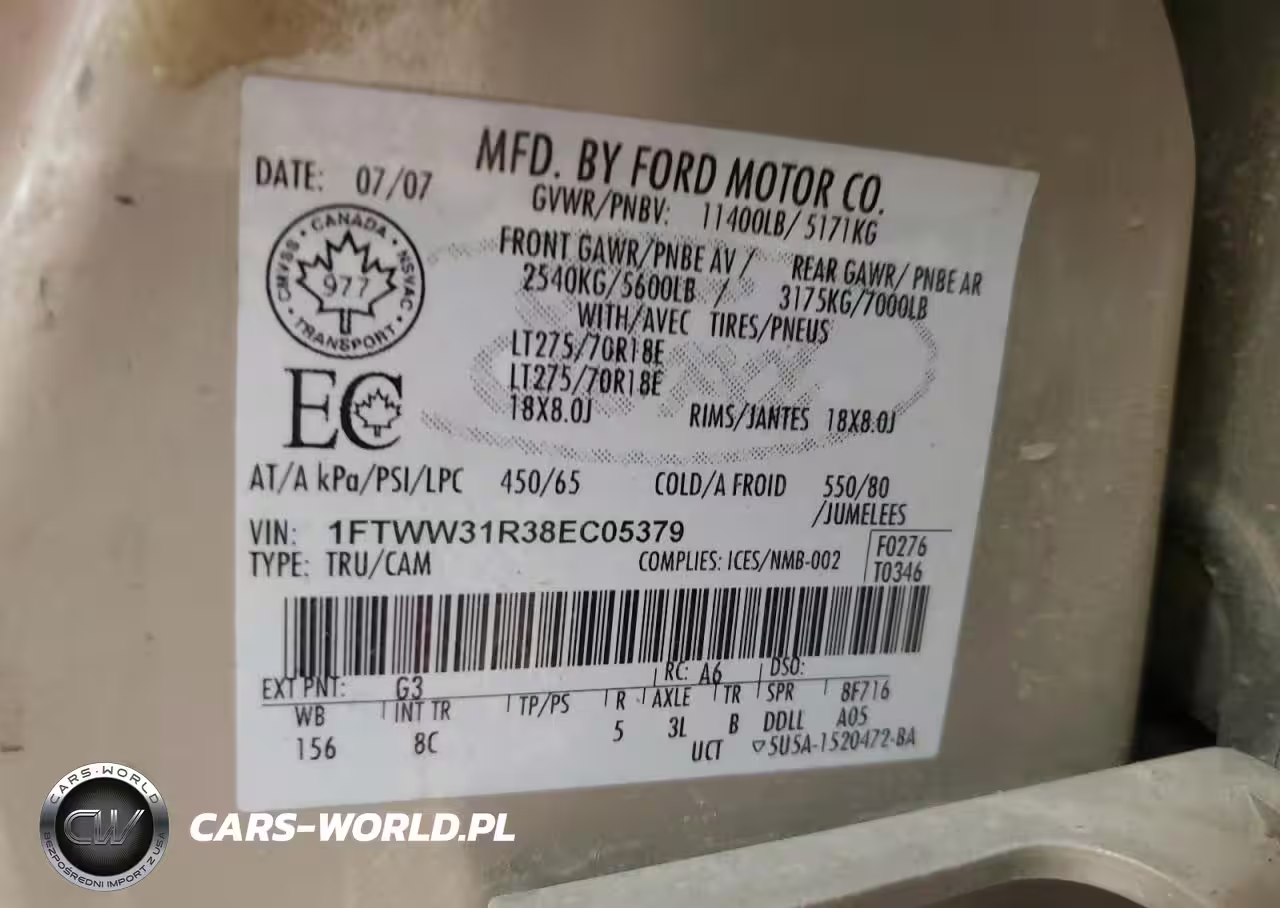 MFD. BY FORD MOTOR CO.
DATE: 07/07
GVWR/PNBV: 11400LB/ 5171KG
CANADA
CMVSS NSVAC
977
TRANSPORT
FRONT GAWR/PNBE AV / REAR GAWR/ PNBE AR
2540KG/5600LB / 3175KG/7000LB
WITH/AVEC TIRES/PNEUS
LT275/70R18E
LT275/70R18E
18X8.0J RIMS/JANTES 18X8.0J
EC
AT/A kPa/PSI/LPC 450/65 COLD/A FROID 550/80
/JUMELEES
VIN: 1FTWW31R38EC05379
TYPE: TRU/CAM COMPLIES: ICES/NMB-002
F0276
T0346
EXT PNT: G3 RC: A6 DSO:
WB INT TR TP/PS R AXLE TR SPR 8F716
156 8C 5 3L B DDLL A05
UCT 5U5A-1520472-BA
CARS-WORLD
CW
BEZPOŚREDNI IMPORT Z USA
CARS-WORLD.PL